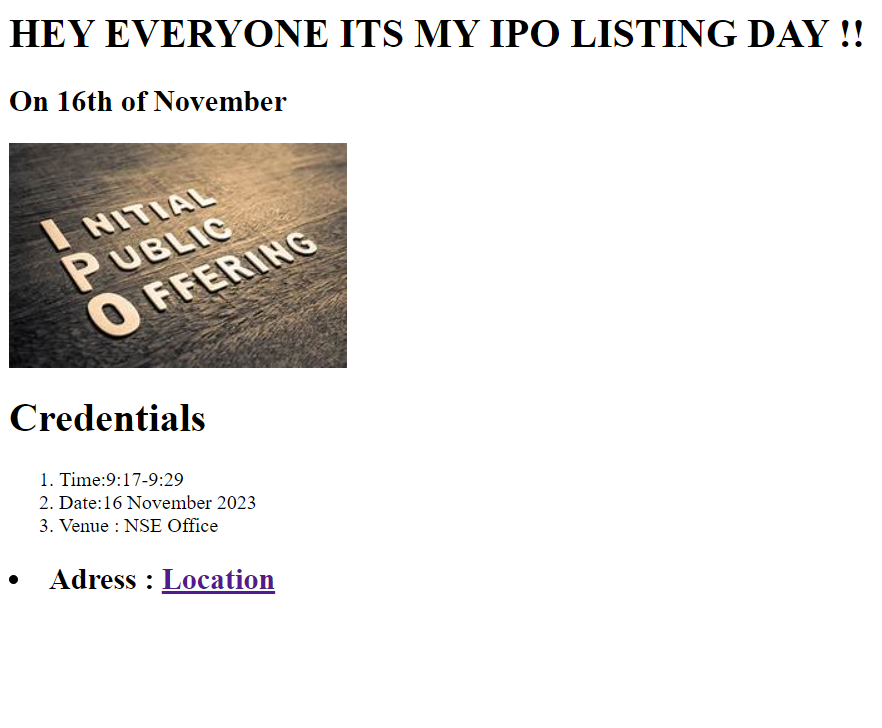 HEY EVERYONE ITS MY IPO LISTING DAY !!
On 16th of November
INITIAL
PUBLIC
OFFERING
Credentials
1. Time:9:17-9:29
2. Date:16 November 2023
3. Venue : NSE Office
• Adress : Location